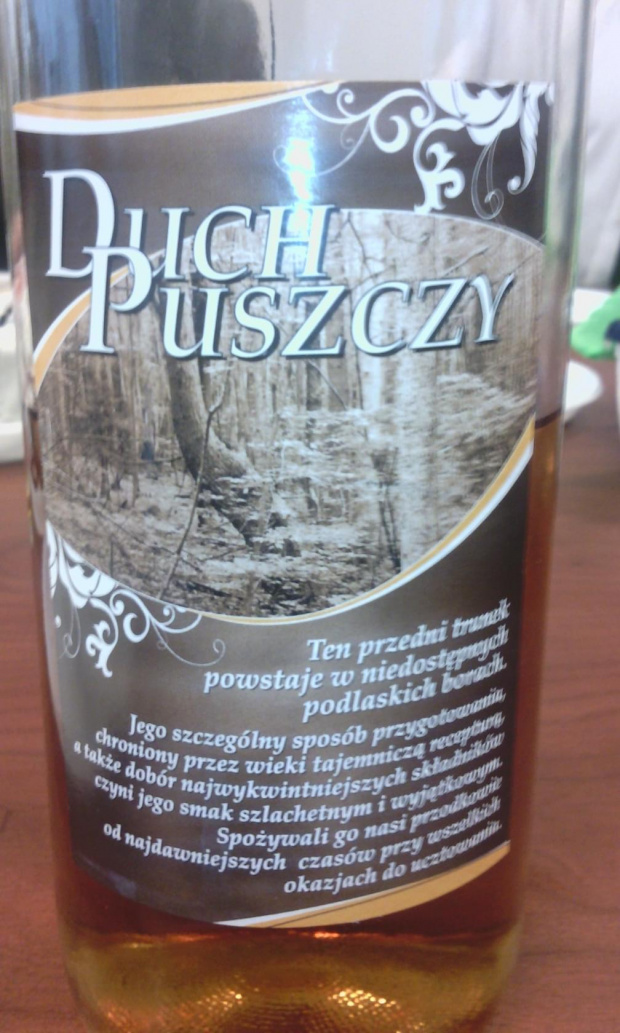 DUCH
PUSZCZY
Ten przedni trunek
powstaje w niedostępnych
podlaskich borach.
Jego szczególny sposób przygotowania,
chroniony przez wieki tajemniczą recepturą,
a także dobór najwykwintniejszych składników
czyni jego smak szlachetnym i wyjątkowym.
Spożywali go nasi przodkowie
od najdawniejszych czasów przy wszelkich
okazjach do ucztowania.